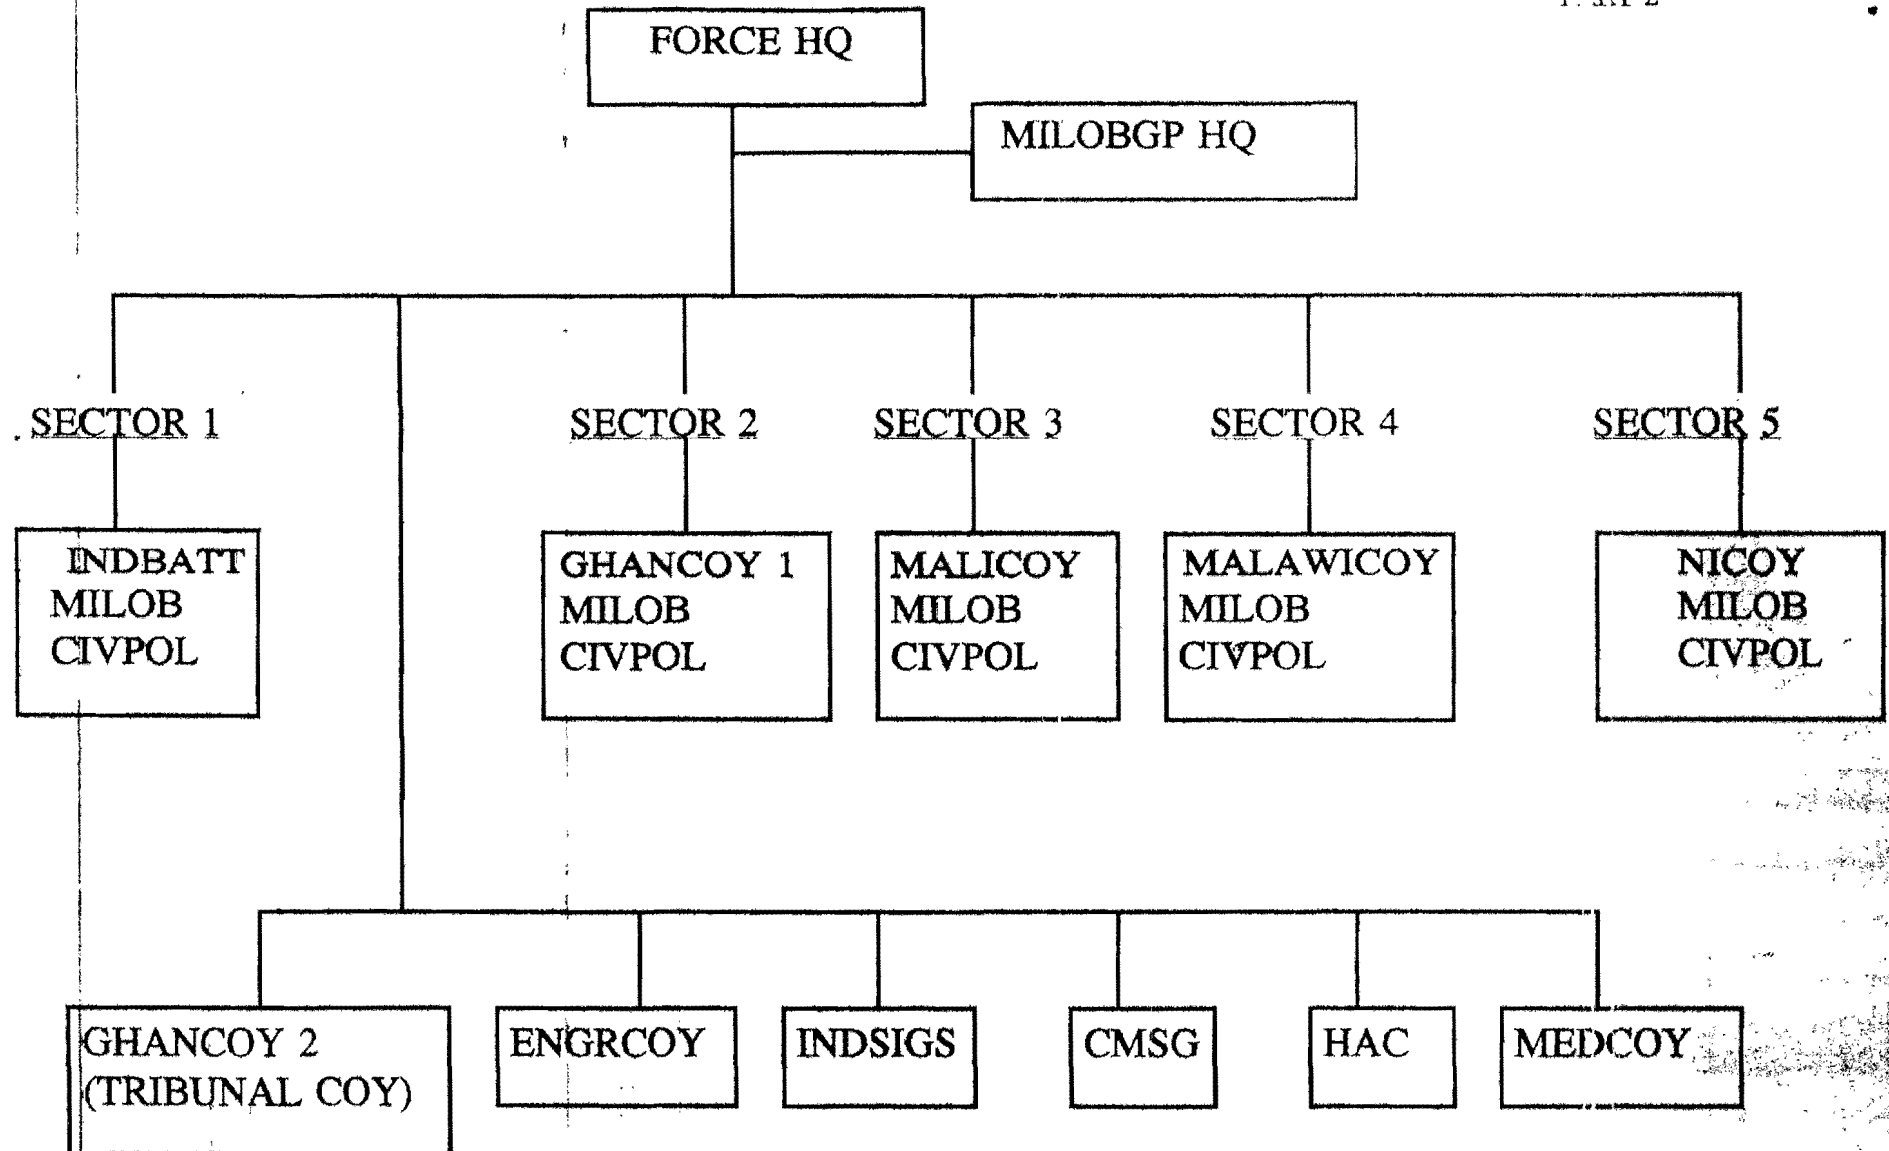 FORCE HQ
MILOBGP HQ
SECTOR 1
SECTOR 2
SECTOR 3
SECTOR 4
SECTOR 5
INDBATT
MILOB
CIVPOL
GHANCOY 1
MILOB
CIVPOL
MALICOY
MILOB
CIVPOL
MALAWICOY
MILOB
CIVPOL
NICOY
MILOB
CIVPOL
GHANCOY 2
(TRIBUNAL COY)
ENGRCOY
INDSIGS
CMSG
HAC
MEDCOY